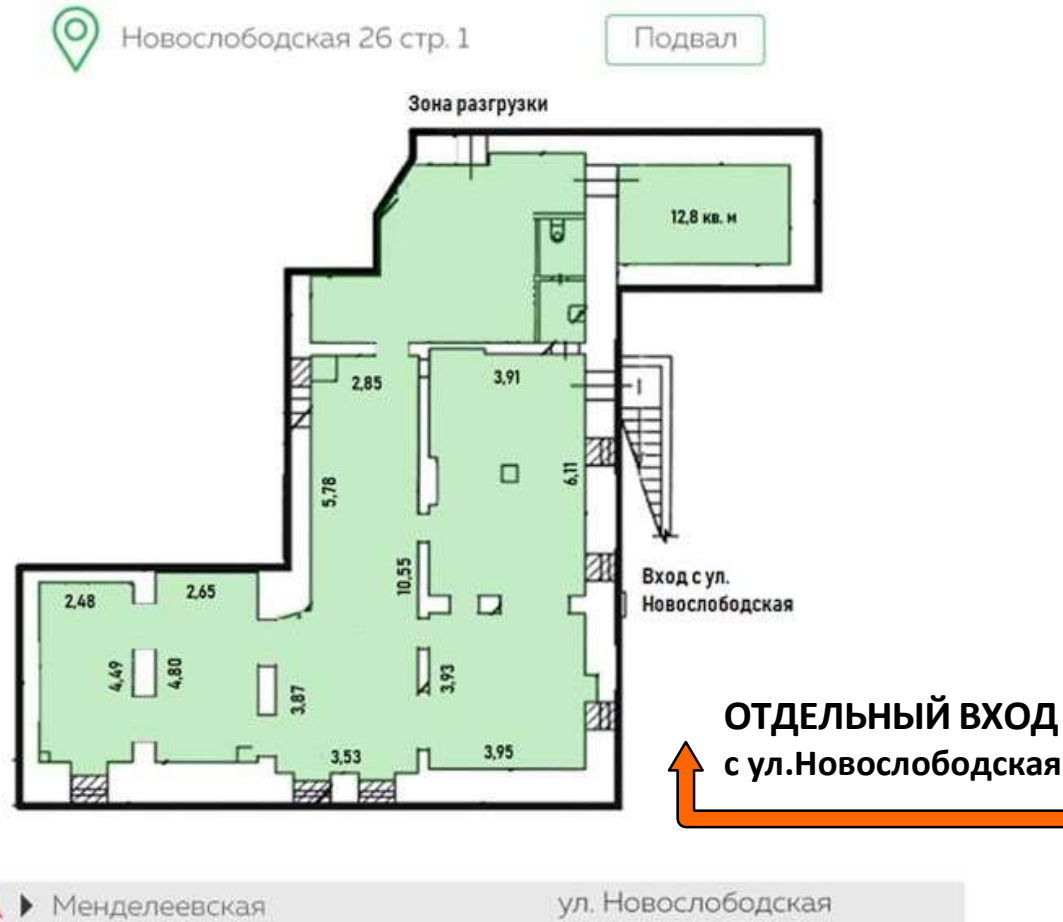 Новослободская 26 стр. 1
Подвал
Зона разгрузки
12,8 кв. м
2,85
3,91
5,78
6,11
10,55
Вход с ул.
Новослободская
2,48
2,65
4,49
4,80
3,87
3,93
3,53
3,95
ОТДЕЛЬНЫЙ ВХОД
с ул.Новослободская
Менделеевская
ул. Новослободская